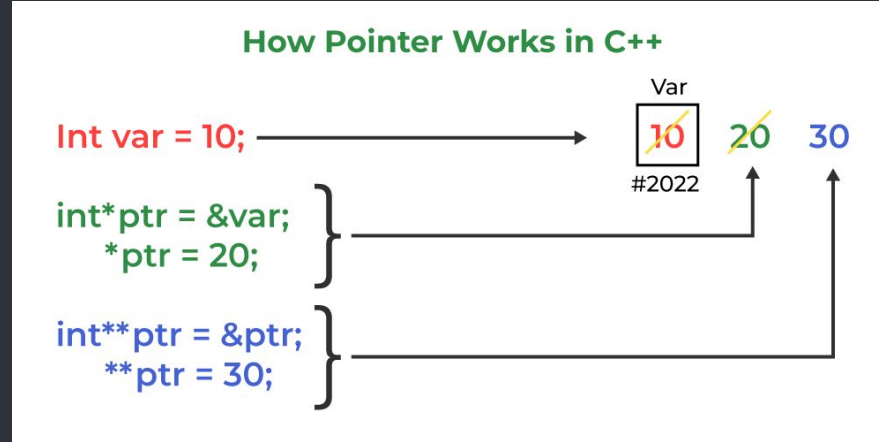 How Pointer Works in C++
Var
Int var = 10;
10 20 30
#2022
int*ptr = &var;
*ptr = 20;
int**ptr = &ptr;
**ptr = 30;